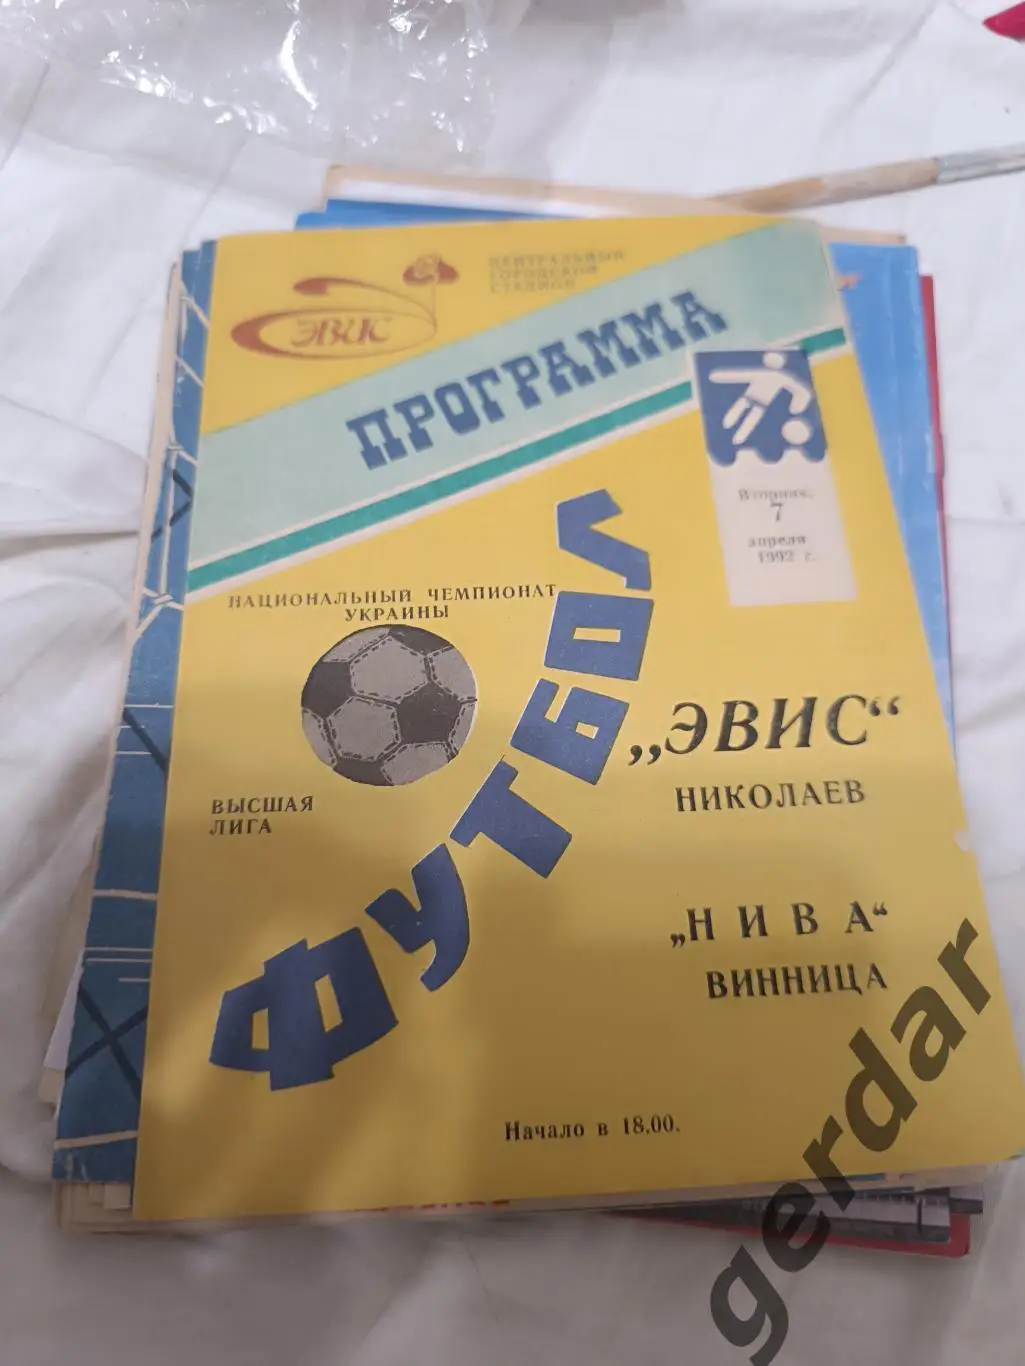 ЭВИС
ЦЕНТРАЛЬНЫЙ
ГОРОДСКОЙ
СТАДИОН
ПРОГРАММА
Вторник,
7
апреля
1992 г.
НАЦИОНАЛЬНЫЙ ЧЕМПИОНАТ
УКРАИНЫ
ФУТБОЛ
ВЫСШАЯ
ЛИГА
„ЭВИС“
НИКОЛАЕВ
„НИВА“
ВИННИЦА
Начало в 18.00.
gerdar